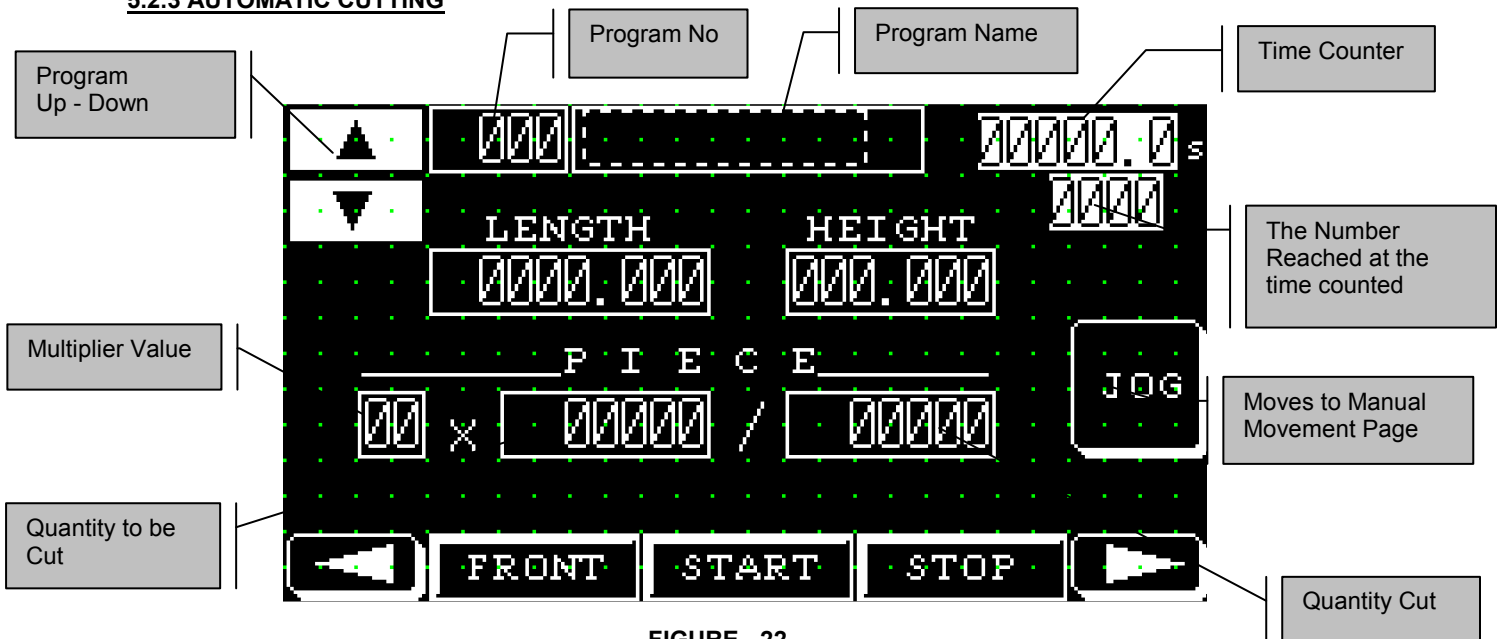 5.2.3 AUTOMATIC CUTTING
Program No
Program Name
Time Counter
Program
Up - Down
000
00000.0 s
0000
LENGTH
HEIGHT
0000.000
000.000
The Number
Reached at the
time counted
Multiplier Value
PIECE
JOG
00 X 00000 / 00000
Moves to Manual
Movement Page
Quantity to be
Cut
FRONT
START
STOP
Quantity Cut
FIGURE - 22